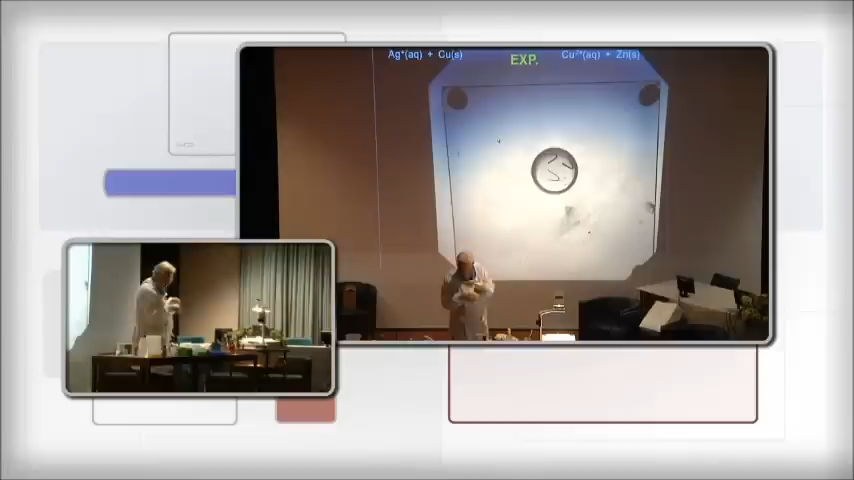 Ag⁺(aq) + Cu(s)
EXP.
Cu²⁺(aq) + Zn(s)